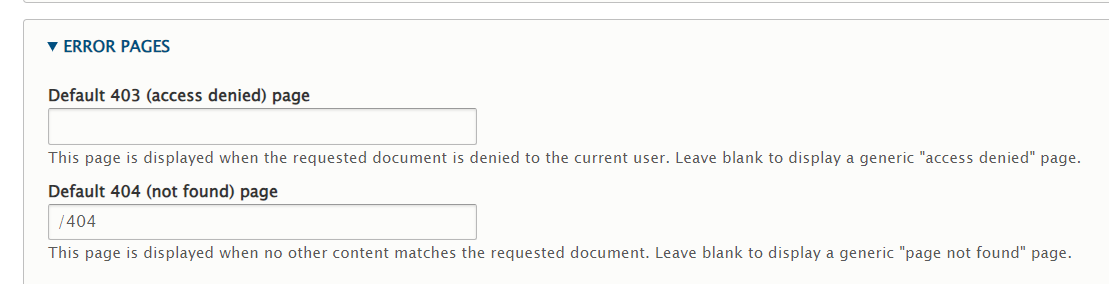 ERROR PAGES
Default 403 (access denied) page
This page is displayed when the requested document is denied to the current user. Leave blank to display a generic "access denied" page.
Default 404 (not found) page
/404
This page is displayed when no other content matches the requested document. Leave blank to display a generic "page not found" page.